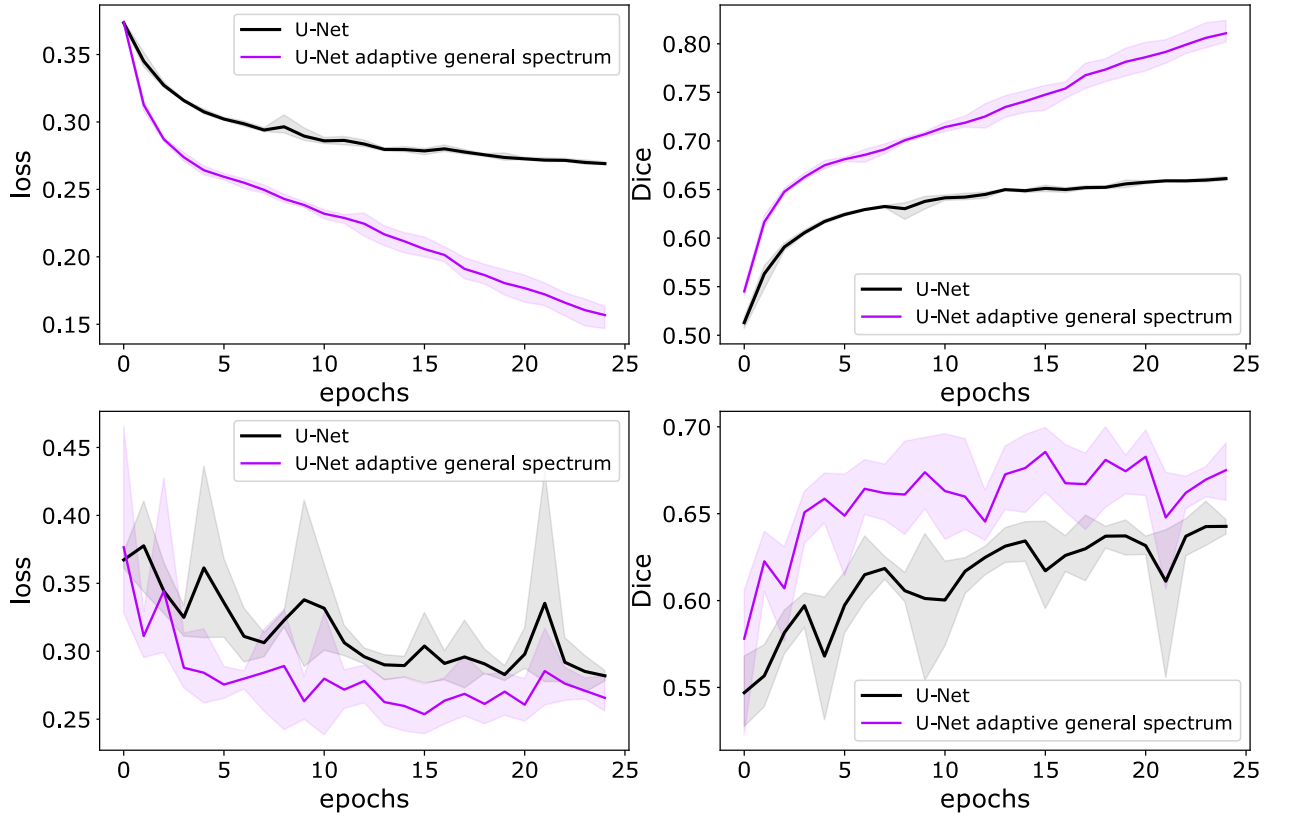 loss
0.35
0.30
0.25
0.20
0.15
U-Net
U-Net adaptive general spectrum
0 5 10 15 20 25
epochs
Dice
0.80
0.75
0.70
0.65
0.60
0.55
0.50
U-Net
U-Net adaptive general spectrum
0 5 10 15 20 25
epochs
loss
0.45
0.40
0.35
0.30
0.25
U-Net
U-Net adaptive general spectrum
0 5 10 15 20 25
epochs
Dice
0.70
0.65
0.60
0.55
U-Net
U-Net adaptive general spectrum
0 5 10 15 20 25
epochs